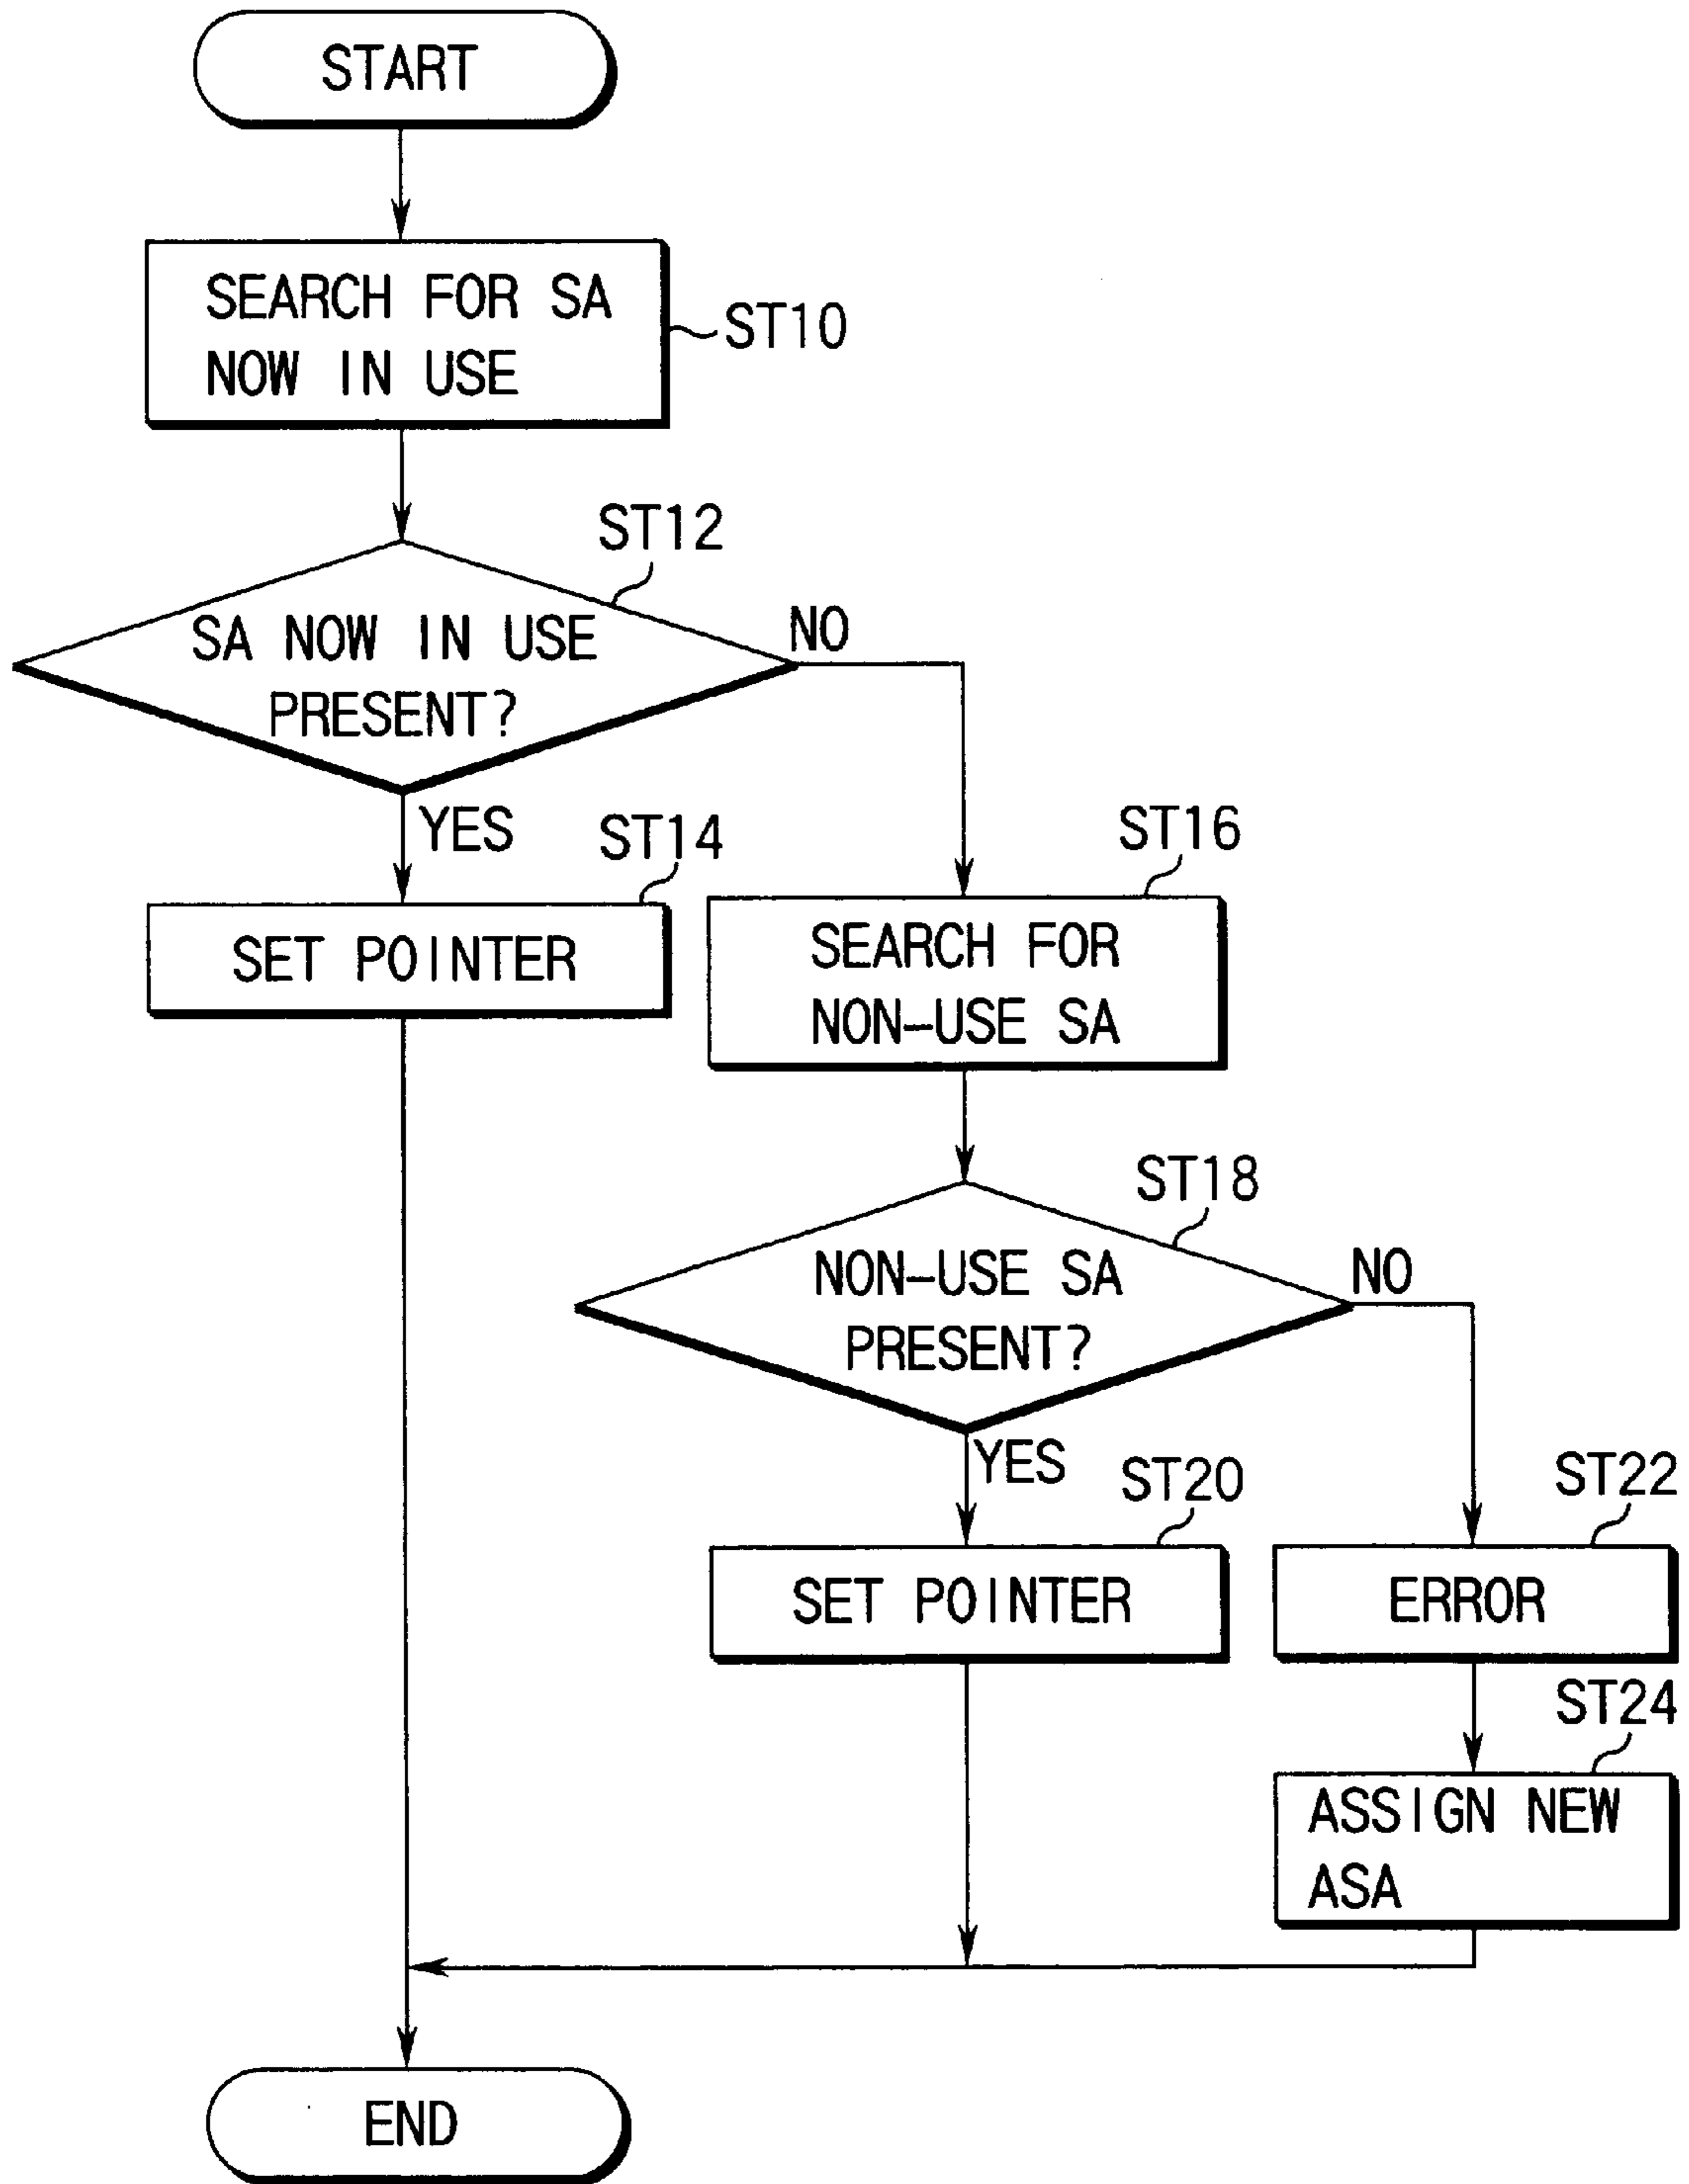 START
SEARCH FOR SA
NOW IN USE
ST10
ST12
SA NOW IN USE
PRESENT?
NO
YES
ST14
SET POINTER
ST16
SEARCH FOR
NON-USE SA
ST18
NON-USE SA
PRESENT?
NO
YES
ST20
SET POINTER
ST22
ERROR
ST24
ASSIGN NEW
ASA
END